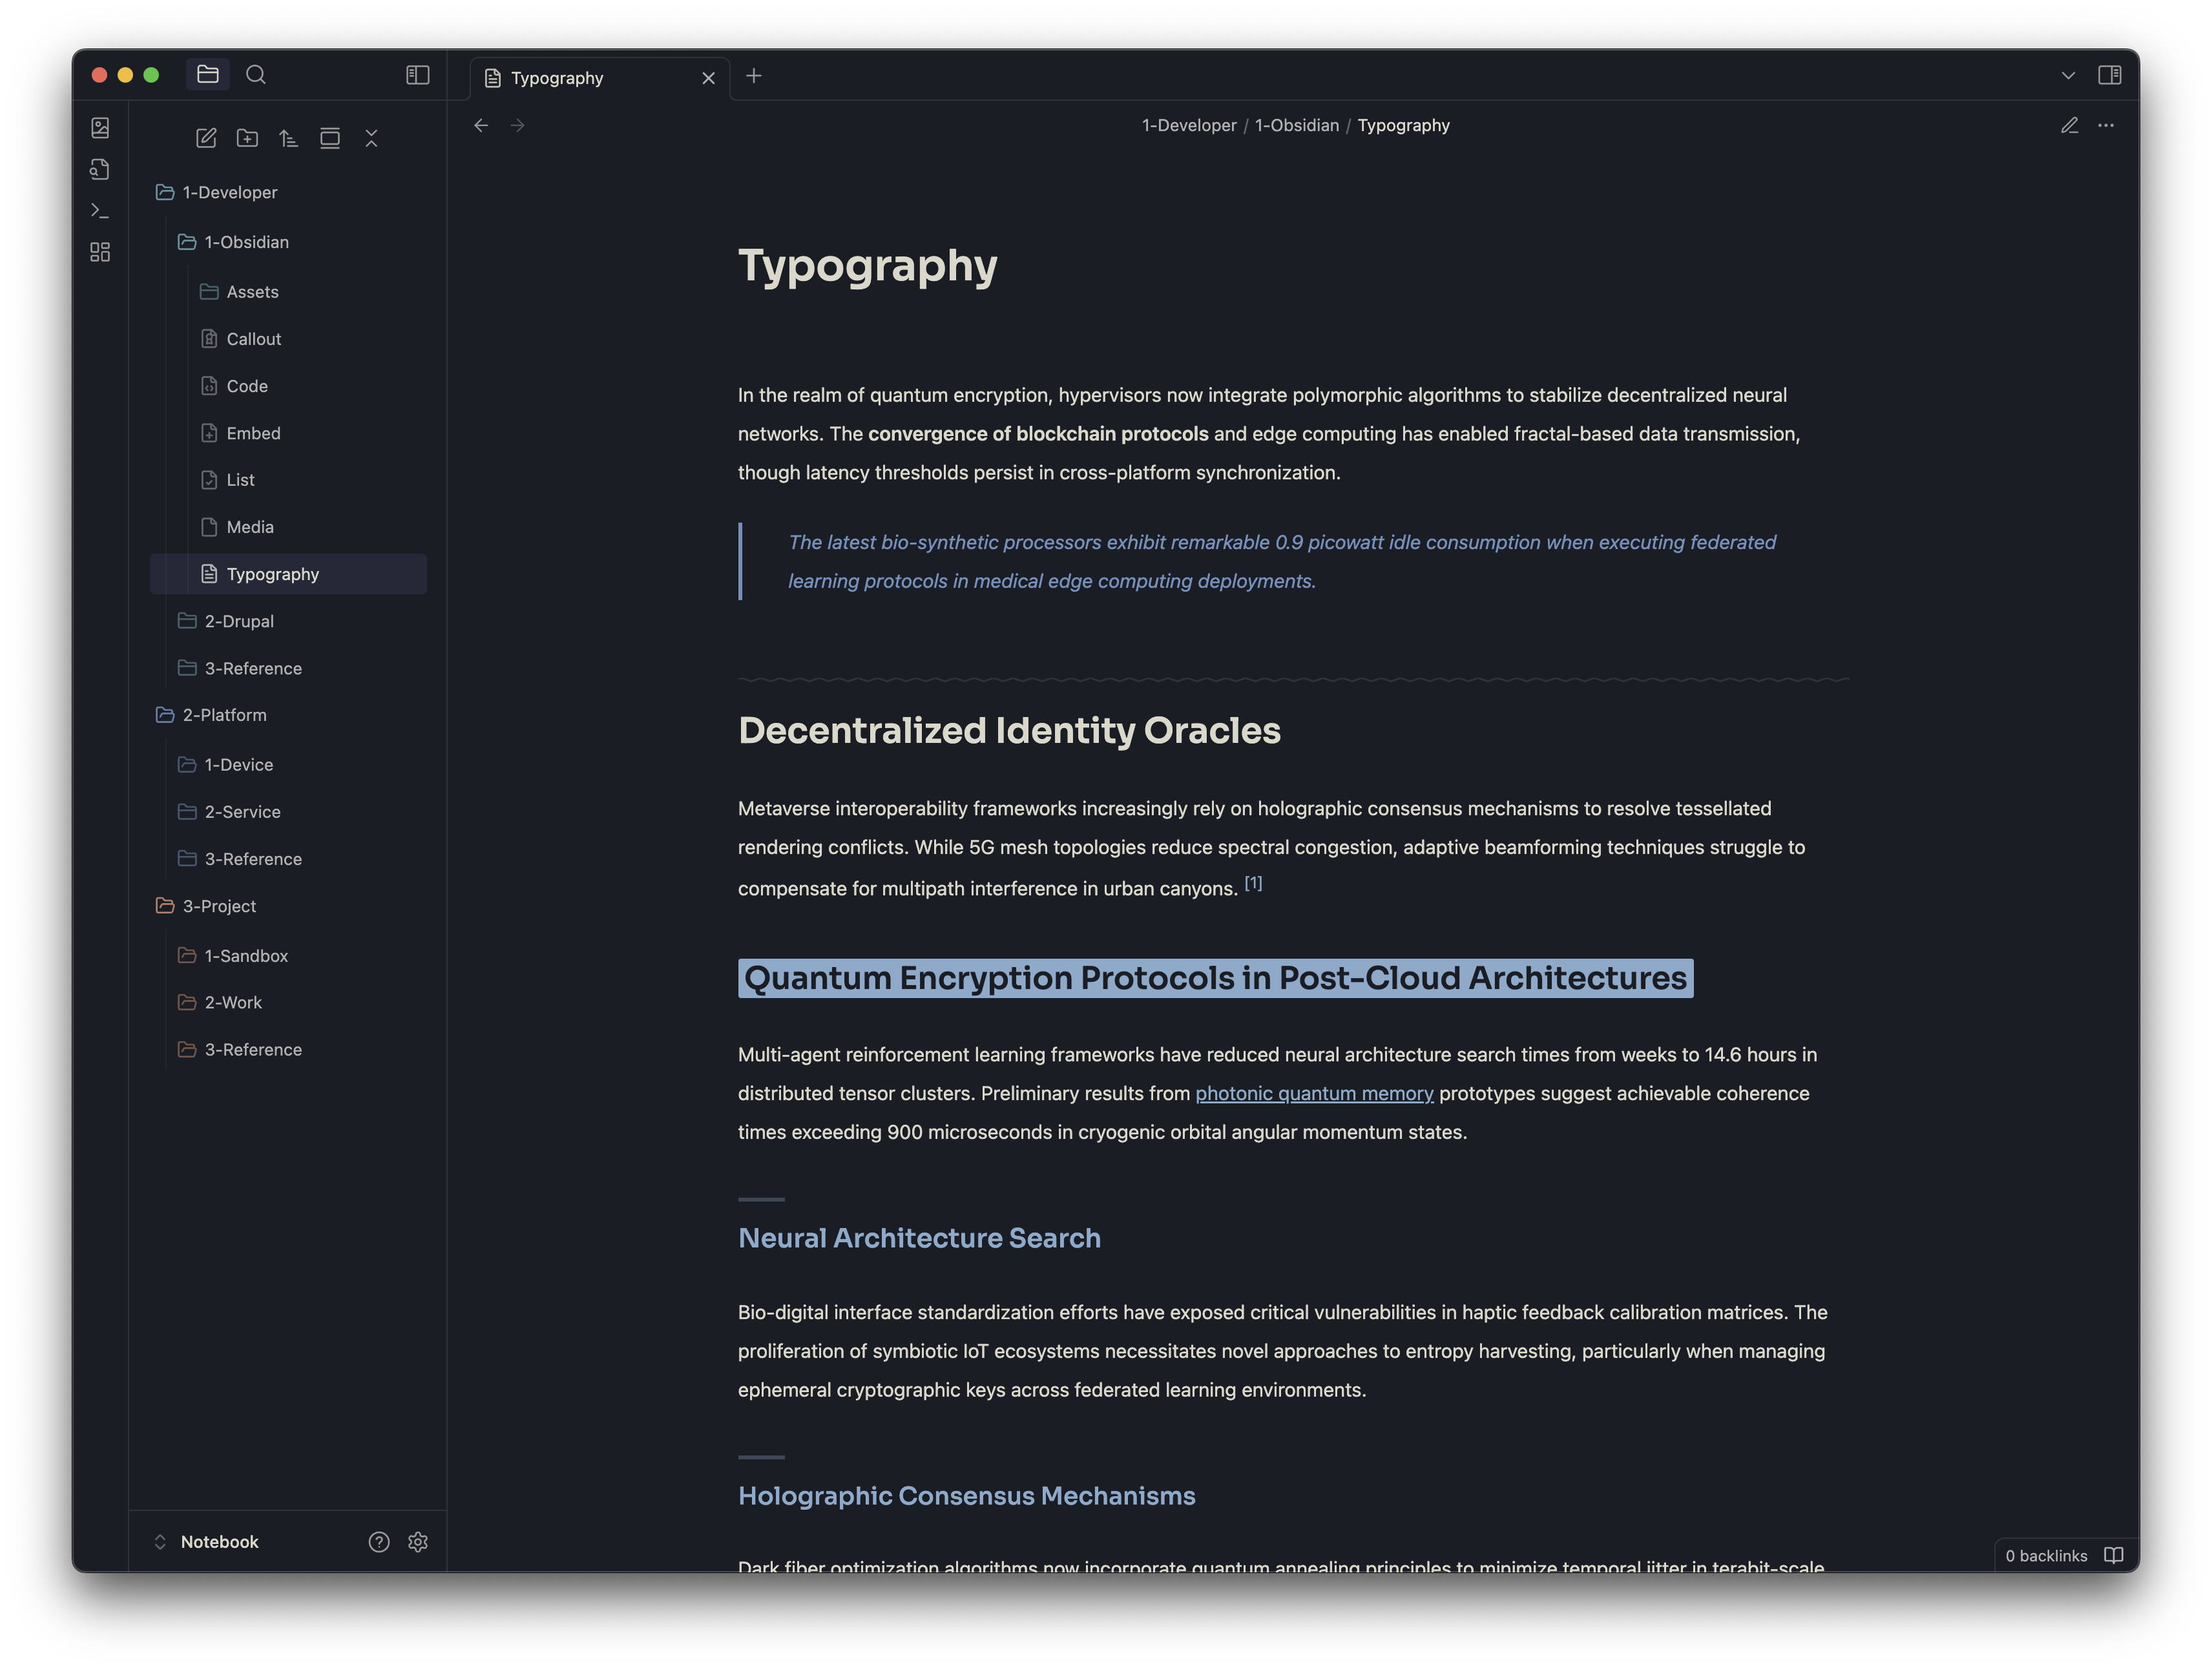 Typography
1-Developer / 1-Obsidian / Typography
1-Developer
1-Obsidian
Assets
Callout
Code
Embed
List
Media
Typography
2-Drupal
3-Reference
2-Platform
1-Device
2-Service
3-Reference
3-Project
1-Sandbox
2-Work
3-Reference
Notebook
Typography
In the realm of quantum encryption, hypervisors now integrate polymorphic algorithms to stabilize decentralized neural
networks. The convergence of blockchain protocols and edge computing has enabled fractal-based data transmission,
though latency thresholds persist in cross-platform synchronization.
The latest bio-synthetic processors exhibit remarkable 0.9 picowatt idle consumption when executing federated
learning protocols in medical edge computing deployments.
Decentralized Identity Oracles
Metaverse interoperability frameworks increasingly rely on holographic consensus mechanisms to resolve tessellated
rendering conflicts. While 5G mesh topologies reduce spectral congestion, adaptive beamforming techniques struggle to
compensate for multipath interference in urban canyons. [1]
Quantum Encryption Protocols in Post-Cloud Architectures
Multi-agent reinforcement learning frameworks have reduced neural architecture search times from weeks to 14.6 hours in
distributed tensor clusters. Preliminary results from photonic quantum memory prototypes suggest achievable coherence
times exceeding 900 microseconds in cryogenic orbital angular momentum states.
Neural Architecture Search
Bio-digital interface standardization efforts have exposed critical vulnerabilities in haptic feedback calibration matrices. The
proliferation of symbiotic IoT ecosystems necessitates novel approaches to entropy harvesting, particularly when managing
ephemeral cryptographic keys across federated learning environments.
Holographic Consensus Mechanisms
Dark fiber optimization algorithms now incorporate quantum annealing principles to minimize temporal jitter in terabit-scale
0 backlinks